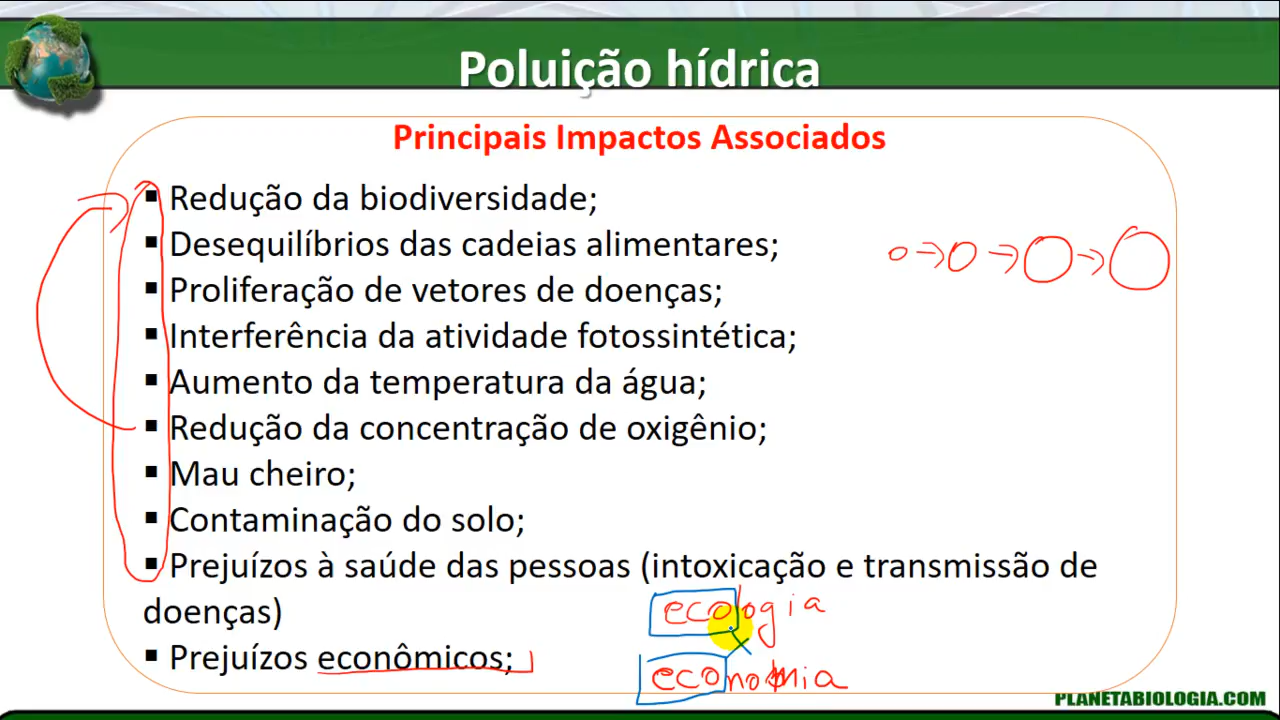 Poluição hídrica
Principais Impactos Associados
▪ Redução da biodiversidade;
▪ Desequilíbrios das cadeias alimentares;
▪ Proliferação de vetores de doenças;
▪ Interferência da atividade fotossintética;
▪ Aumento da temperatura da água;
▪ Redução da concentração de oxigênio;
▪ Mau cheiro;
▪ Contaminação do solo;
▪ Prejuízos à saúde das pessoas (intoxicação e transmissão de
doenças)
ecologia
▪ Prejuízos econômicos;
economia
PLANETABIOLOGIA.COM